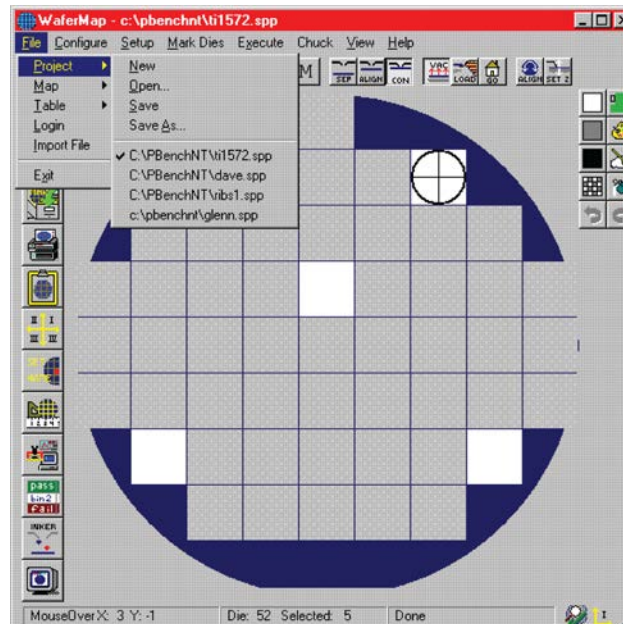 WaferMap - c:\pbenchnt\ti1572.spp
File Configure Setup Mark Dies Execute Chuck View Help
Project
Map
Table
Login
Import File
Exit
New
Open...
Save
Save As...
C:\PBenchNT\ti1572.spp
C:\PBenchNT\dave.spp
C:\PBenchNT\ribs1.spp
c:\pbenchnt\glenn.spp
M SEP ALIGN CON VAC LOAD GO ALIGN SET Z
II I
III IV
pass
bin2
Fail
INKER
MouseOver X: 3 Y: -1 Die: 52 Selected: 5 Done I